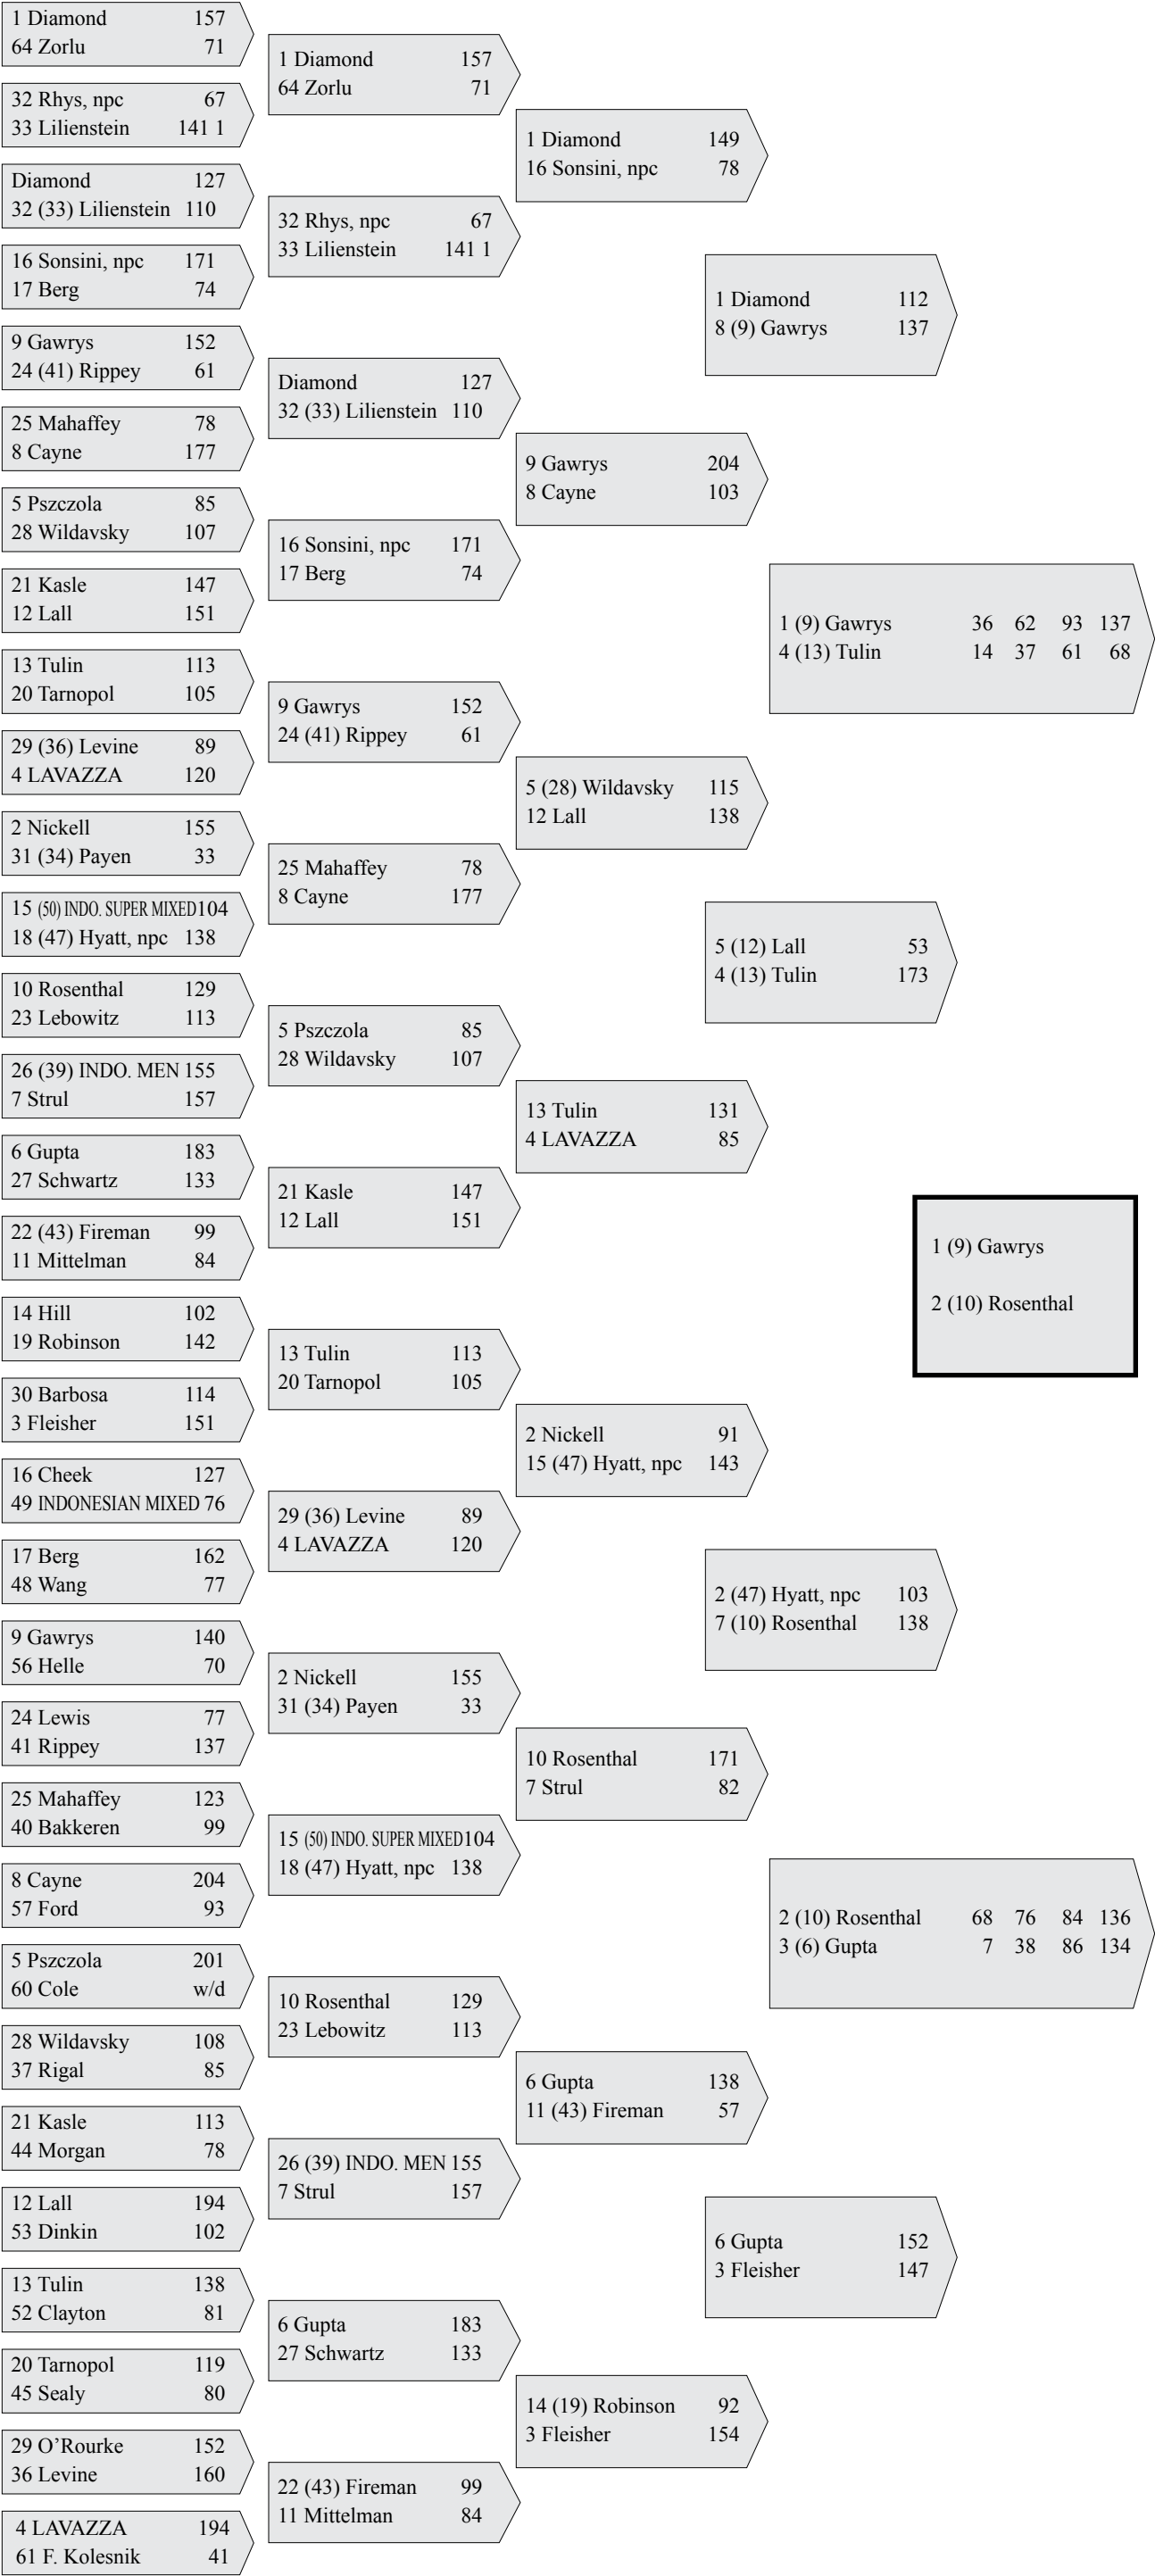 1 Diamond 157
64 Zorlu 71
32 Rhys, npc 67
33 Lilienstein 141 1
Diamond 127
32 (33) Lilienstein 110
16 Sonsini, npc 171
17 Berg 74
9 Gawrys 152
24 (41) Rippey 61
25 Mahaffey 78
8 Cayne 177
5 Pszczola 85
28 Wildavsky 107
21 Kasle 147
12 Lall 151
13 Tulin 113
20 Tarnopol 105
29 (36) Levine 89
4 LAVAZZA 120
2 Nickell 155
31 (34) Payen 33
15 (50) INDO. SUPER MIXED104
18 (47) Hyatt, npc 138
10 Rosenthal 129
23 Lebowitz 113
26 (39) INDO. MEN 155
7 Strul 157
6 Gupta 183
27 Schwartz 133
22 (43) Fireman 99
11 Mittelman 84
14 Hill 102
19 Robinson 142
30 Barbosa 114
3 Fleisher 151
16 Cheek 127
49 INDONESIAN MIXED 76
17 Berg 162
48 Wang 77
9 Gawrys 140
56 Helle 70
24 Lewis 77
41 Rippey 137
25 Mahaffey 123
40 Bakkeren 99
8 Cayne 204
57 Ford 93
5 Pszczola 201
60 Cole w/d
28 Wildavsky 108
37 Rigal 85
21 Kasle 113
44 Morgan 78
12 Lall 194
53 Dinkin 102
13 Tulin 138
52 Clayton 81
20 Tarnopol 119
45 Sealy 80
29 O’Rourke 152
36 Levine 160
4 LAVAZZA 194
61 F. Kolesnik 41
1 Diamond 157
64 Zorlu 71
32 Rhys, npc 67
33 Lilienstein 141 1
Diamond 127
32 (33) Lilienstein 110
16 Sonsini, npc 171
17 Berg 74
9 Gawrys 152
24 (41) Rippey 61
25 Mahaffey 78
8 Cayne 177
5 Pszczola 85
28 Wildavsky 107
21 Kasle 147
12 Lall 151
13 Tulin 113
20 Tarnopol 105
29 (36) Levine 89
4 LAVAZZA 120
2 Nickell 155
31 (34) Payen 33
15 (50) INDO. SUPER MIXED104
18 (47) Hyatt, npc 138
10 Rosenthal 129
23 Lebowitz 113
26 (39) INDO. MEN 155
7 Strul 157
6 Gupta 183
27 Schwartz 133
22 (43) Fireman 99
11 Mittelman 84
1 Diamond 149
16 Sonsini, npc 78
9 Gawrys 204
8 Cayne 103
5 (28) Wildavsky 115
12 Lall 138
13 Tulin 131
4 LAVAZZA 85
2 Nickell 91
15 (47) Hyatt, npc 143
10 Rosenthal 171
7 Strul 82
6 Gupta 138
11 (43) Fireman 57
14 (19) Robinson 92
3 Fleisher 154
1 Diamond 112
8 (9) Gawrys 137
5 (12) Lall 53
4 (13) Tulin 173
2 (47) Hyatt, npc 103
7 (10) Rosenthal 138
6 Gupta 152
3 Fleisher 147
1 (9) Gawrys 36 62 93 137
4 (13) Tulin 14 37 61 68
2 (10) Rosenthal 68 76 84 136
3 (6) Gupta 7 38 86 134
1 (9) Gawrys
2 (10) Rosenthal